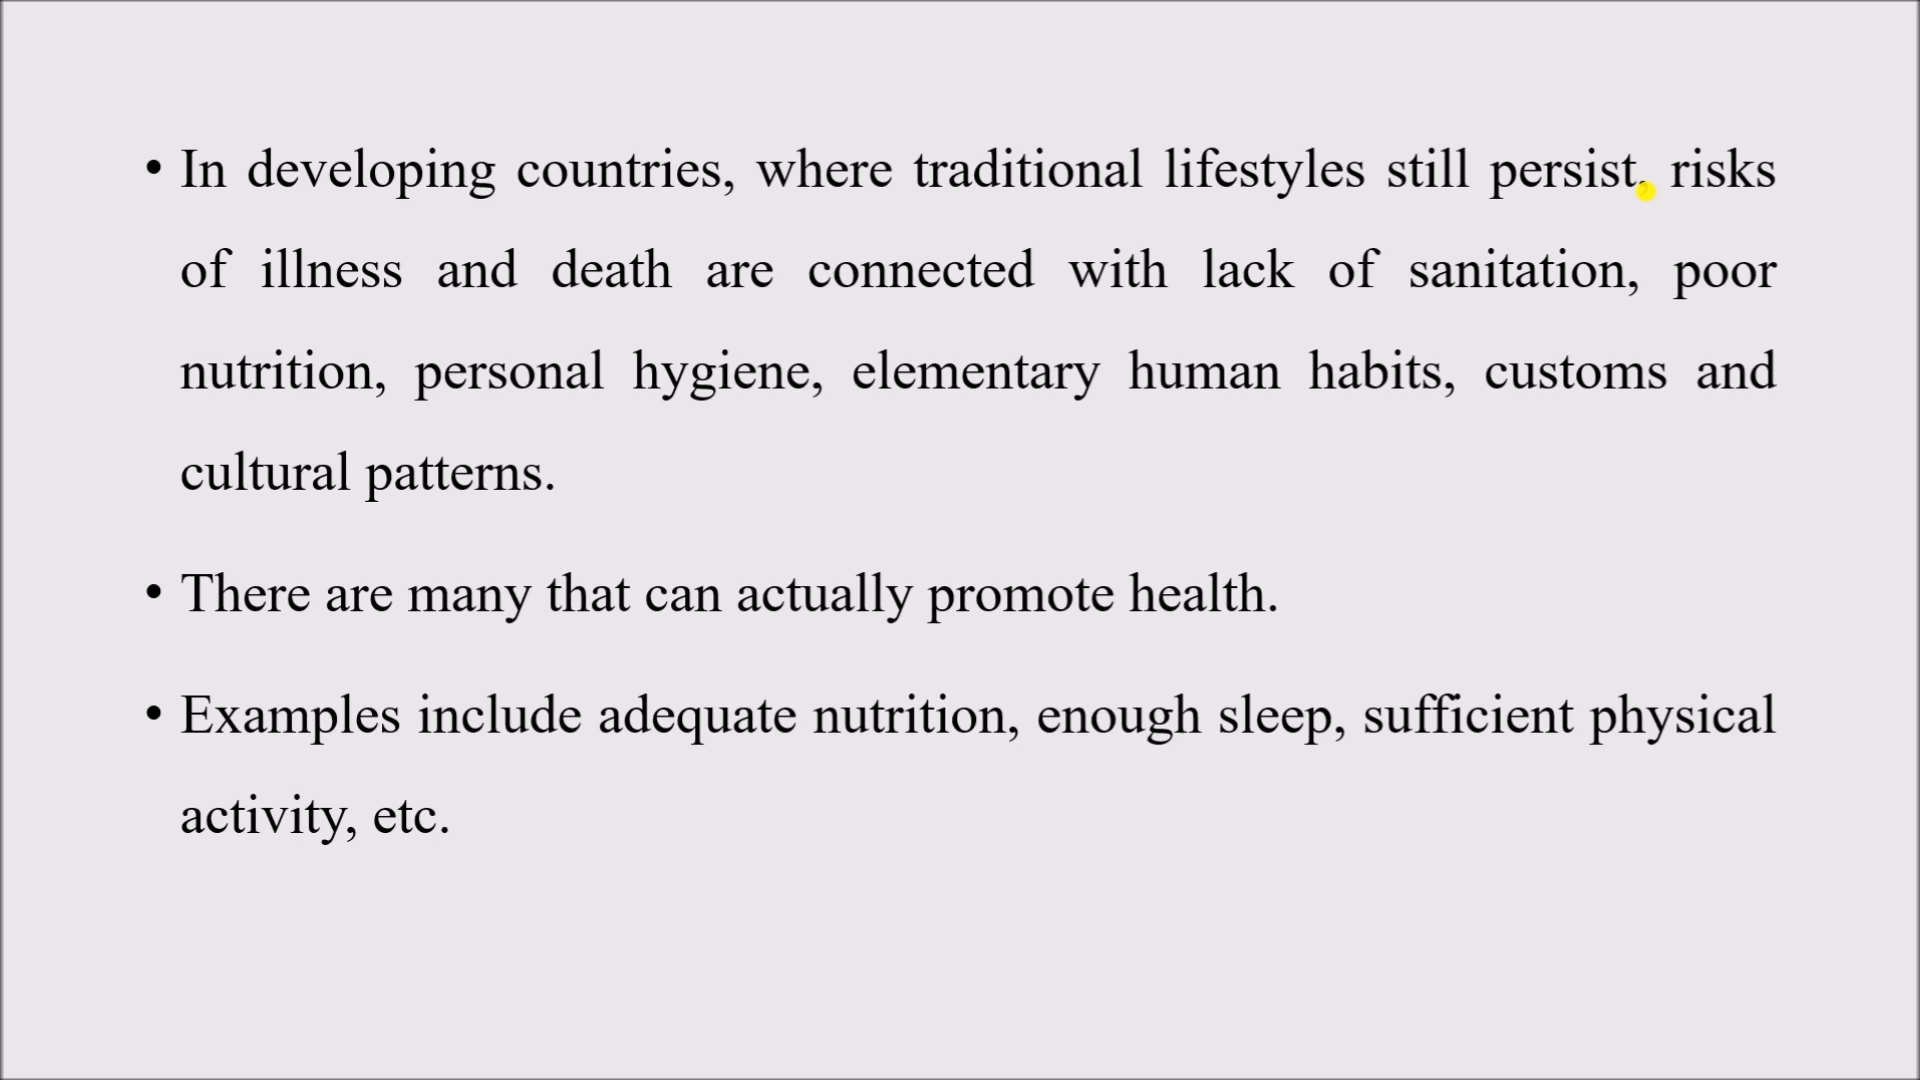 • In developing countries, where traditional lifestyles still persist, risks
of illness and death are connected with lack of sanitation, poor
nutrition, personal hygiene, elementary human habits, customs and
cultural patterns.
• There are many that can actually promote health.
• Examples include adequate nutrition, enough sleep, sufficient physical
activity, etc.